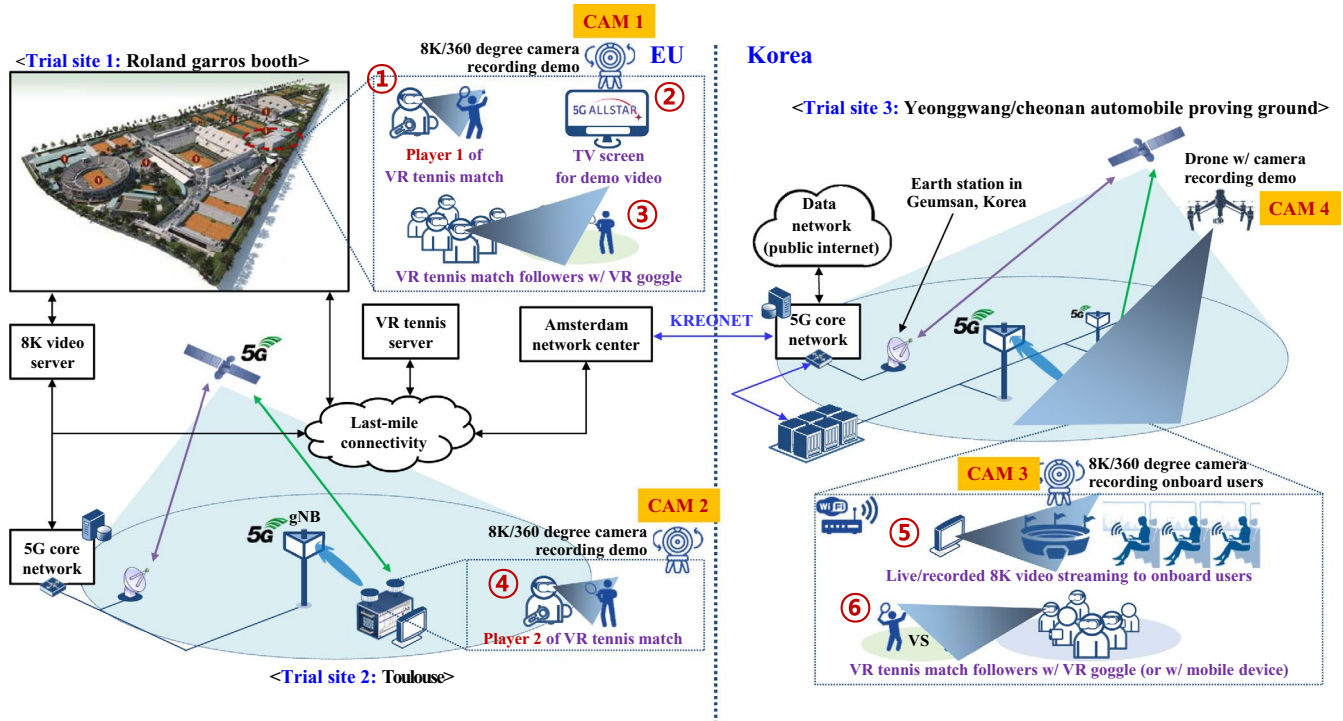 CAM 1
8K/360 degree camera
recording demo
EU
<Trial site 1: Roland garros booth>
①
②
5G ALLSTAR
Player 1 of
VR tennis match
TV screen
for demo video
③
VR tennis match followers w/ VR goggle
8K video
server
VR tennis
server
Amsterdam
network center
KREONET
5G
Last-mile
connectivity
CAM 2
8K/360 degree camera
recording demo
5G core
network
gNB
5G
④
Player 2 of VR tennis match
<Trial site 2: Toulouse>
Korea
<Trial site 3: Yeonggwang/cheonan automobile proving ground>
Drone w/ camera
recording demo
CAM 4
Earth station in
Geumsan, Korea
Data
network
(public internet)
5G core
network
5G
5G
CAM 3
8K/360 degree camera
recording onboard users
WiFi
⑤
Live/recorded 8K video streaming to onboard users
⑥
VS
VR tennis match followers w/ VR goggle (or w/ mobile device)